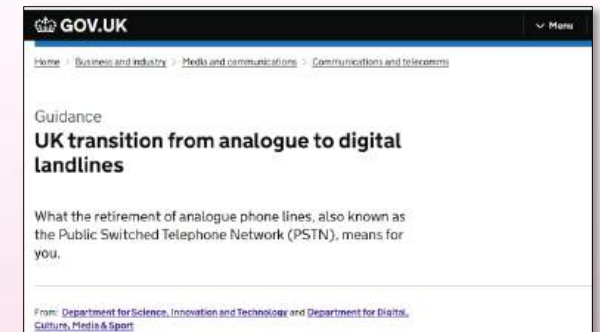 GOV.UK
Menu
Home > Business and industry > Media and communications > Communications and telecomms
Guidance
UK transition from analogue to digital
landlines
What the retirement of analogue phone lines, also known as
the Public Switched Telephone Network (PSTN), means for
you.
From: Department for Science, Innovation and Technology and Department for Digital,
Culture, Media & Sport